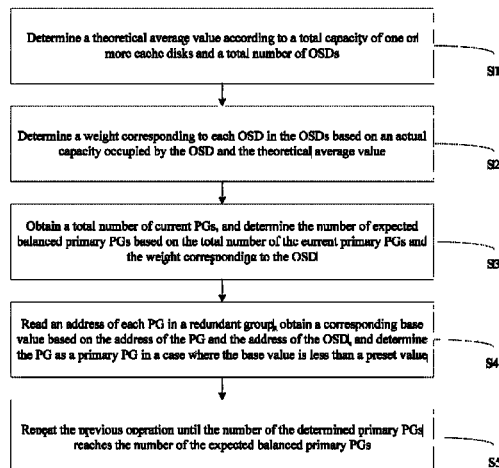 Determine a theoretical average value according to a total capacity of one or
more cache disks and a total number of OSDs
S1
Determine a weight corresponding to each OSD in the OSDs based on an actual
capacity occupied by the OSD and the theoretical average value
S2
Obtain a total number of current PGs, and determine the number of expected
balanced primary PGs based on the total number of the current primary PGs and
the weight corresponding to the OSD
S3
Read an address of each PG in a redundant group, obtain a corresponding base
value based on the address of the PG and the address of the OSD, and determine
the PG as a primary PG in a case where the base value is less than a preset value
S4
Repeat the previous operation until the number of the determined primary PGs
reaches the number of the expected balanced primary PGs
S5